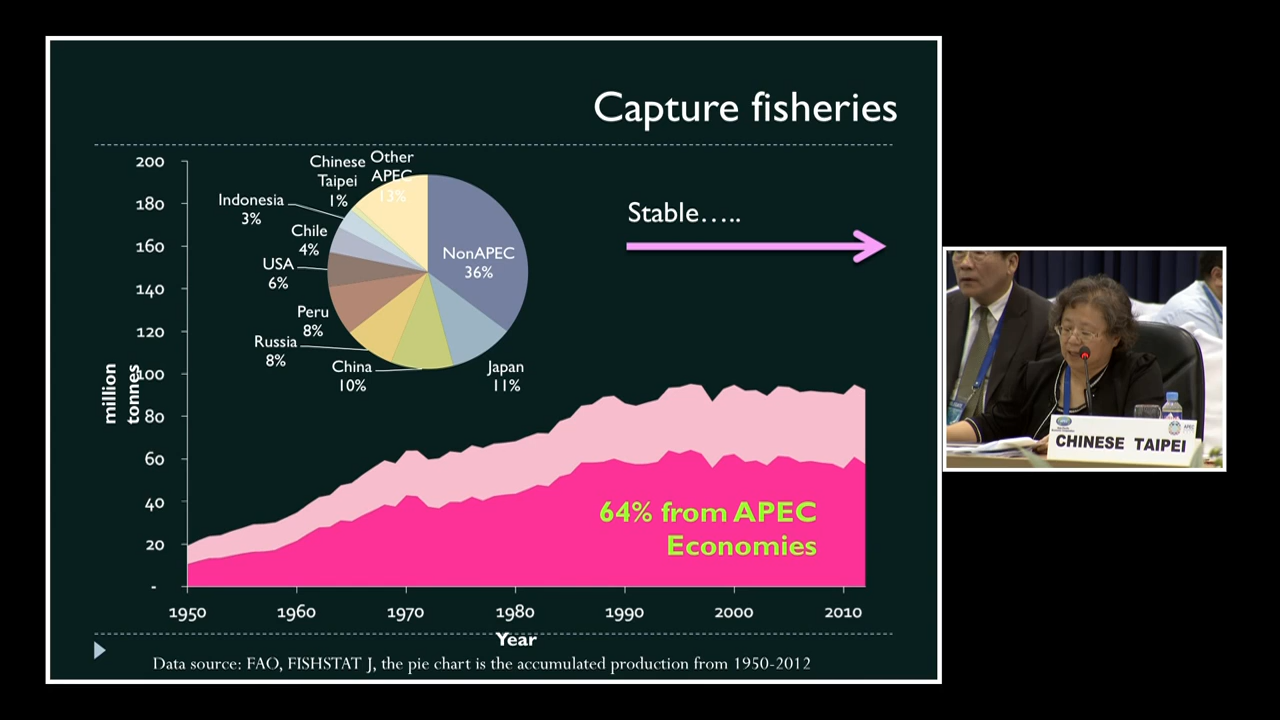 Capture fisheries
200
180
160
140
120
100
80
60
40
20
-
million
tonnes
Chinese
Taipei
1%
Other
APEC
13%
Indonesia
3%
Chile
4%
USA
6%
Peru
8%
Russia
8%
China
10%
Japan
11%
NonAPEC
36%
Stable…..
64% from APEC
Economies
1950
1960
1970
1980
1990
2000
2010
Year
Data source: FAO, FISHSTAT J, the pie chart is the accumulated production from 1950-2012
CHINESE TAIPEI